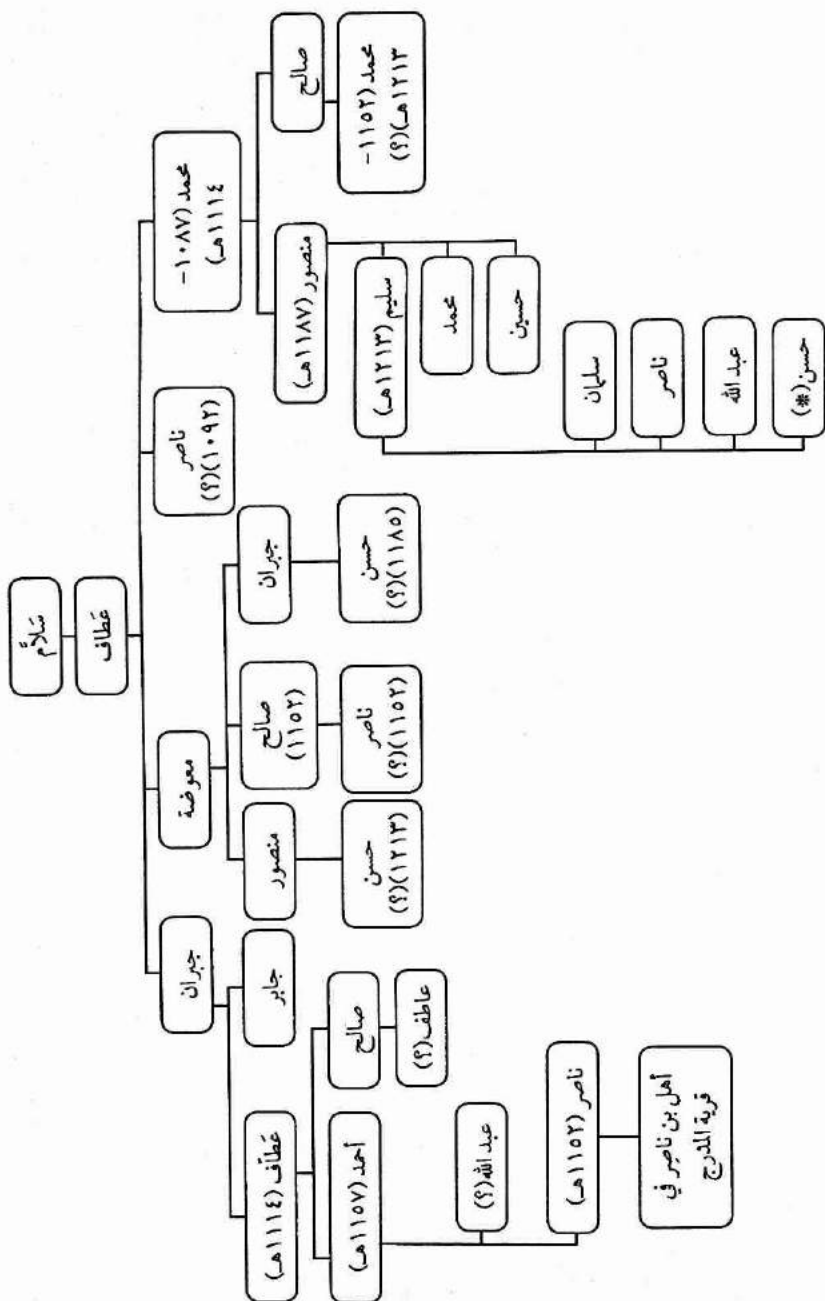 سَلاَّم
عَطاف
محمد (١٠٨٧-
١١١٤هـ)
ناصر
(١٠٩٢)(؟)
معوضة
جبران
صالح
منصور (١١٨٧هـ)
محمد (١١٥٢-
١٢١٣هـ)(؟)
سليم (١٢١٣هـ)
محمد
حسين
سلمان
ناصر
عبد الله
حسن(*)
جبران
صالح
(١١٥٢)
منصور
حسن
(١١٨٥)(؟)
ناصر
(١١٥٢)(؟)
حسن
(١٢١٣)(؟)
جابر
عَطاف (١١١٤هـ)
صالح
أحمد (١١٥٧هـ)
عاطف(؟)
عبد الله(؟)
ناصر (١١٥٢هـ)
أهل بن ناصِر في
قرية المدرج